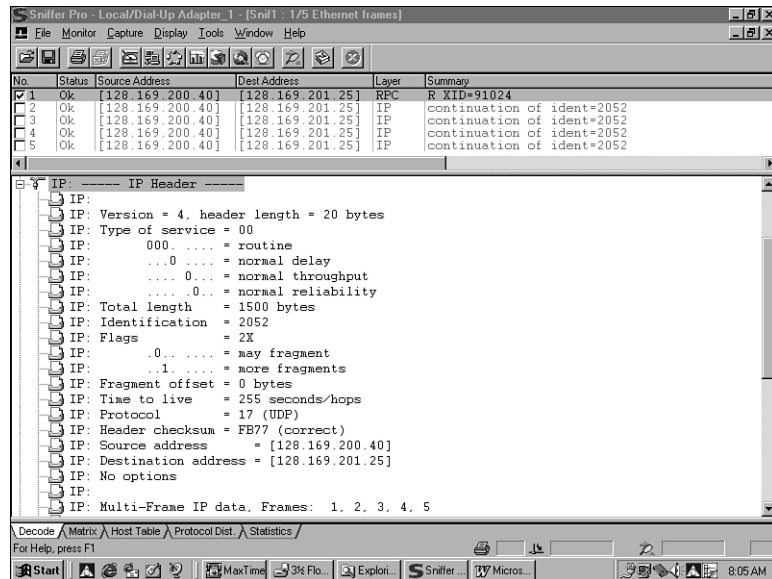 Sniffer Pro - Local/Dial-Up Adapter_1 - [Snif1 : 1/5 Ethernet frames]
File Monitor Capture Display Tools Window Help
No. Status Source Address Dest Address Layer Summary
1 Ok [128.169.200.40] [128.169.201.25] RPC R XID=91024
2 Ok [128.169.200.40] [128.169.201.25] IP continuation of ident=2052
3 Ok [128.169.200.40] [128.169.201.25] IP continuation of ident=2052
4 Ok [128.169.200.40] [128.169.201.25] IP continuation of ident=2052
5 Ok [128.169.200.40] [128.169.201.25] IP continuation of ident=2052
IP: ----- IP Header -----
IP:
IP: Version = 4, header length = 20 bytes
IP: Type of service = 00
IP: 000. .... = routine
IP: ...0 .... = normal delay
IP: .... 0... = normal throughput
IP: .... .0.. = normal reliability
IP: Total length = 1500 bytes
IP: Identification = 2052
IP: Flags = 2X
IP: .0.. .... = may fragment
IP: ..1. .... = more fragments
IP: Fragment offset = 0 bytes
IP: Time to live = 255 seconds/hops
IP: Protocol = 17 (UDP)
IP: Header checksum = FB77 (correct)
IP: Source address = [128.169.200.40]
IP: Destination address = [128.169.201.25]
IP: No options
IP:
IP: Multi-Frame IP data, Frames: 1, 2, 3, 4, 5
Decode Matrix Host Table Protocol Dist. Statistics
For Help, press F1
Start MaxTime 3½ Flo... Explori... Sniffer ... Micros... 8:05 AM